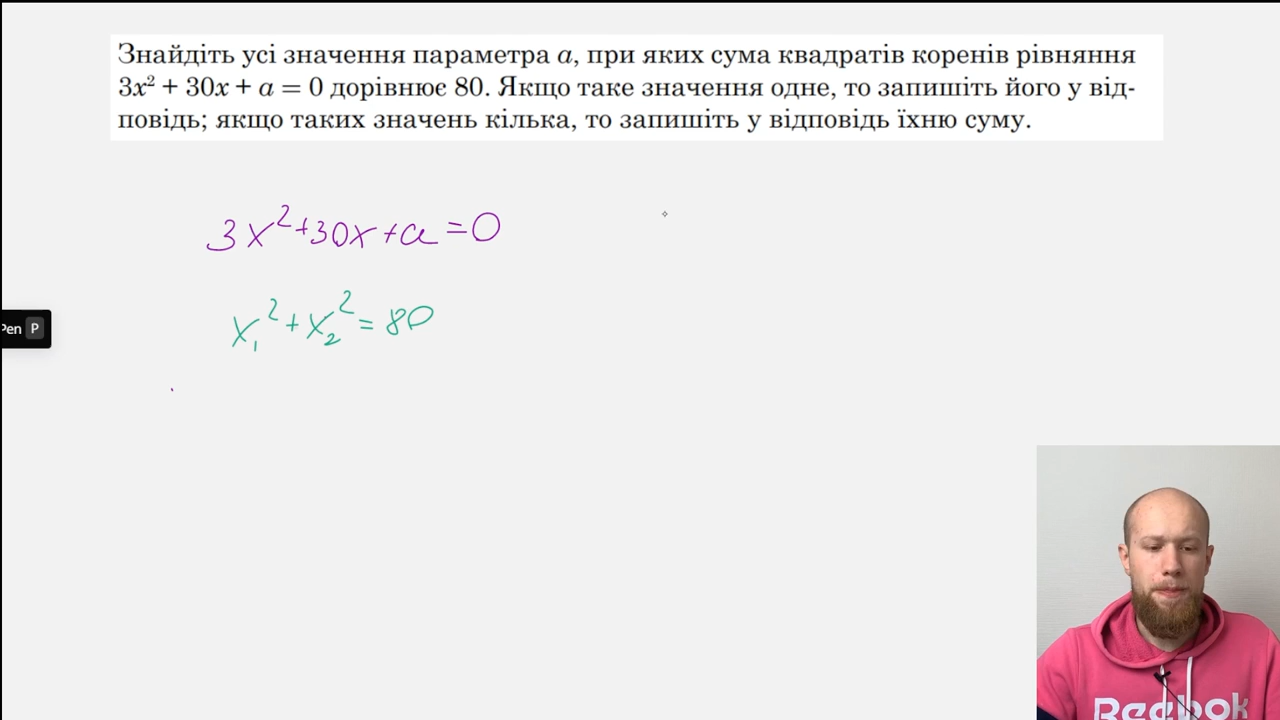 Знайдіть усі значення параметра a, при яких сума квадратів коренів рівняння
3x² + 30x + a = 0 дорівнює 80. Якщо таке значення одне, то запишіть його у від-
повідь; якщо таких значень кілька, то запишіть у відповідь їхню суму.
3x²+30x+a=0
x₁²+x₂²=80
Pen P
Reebok